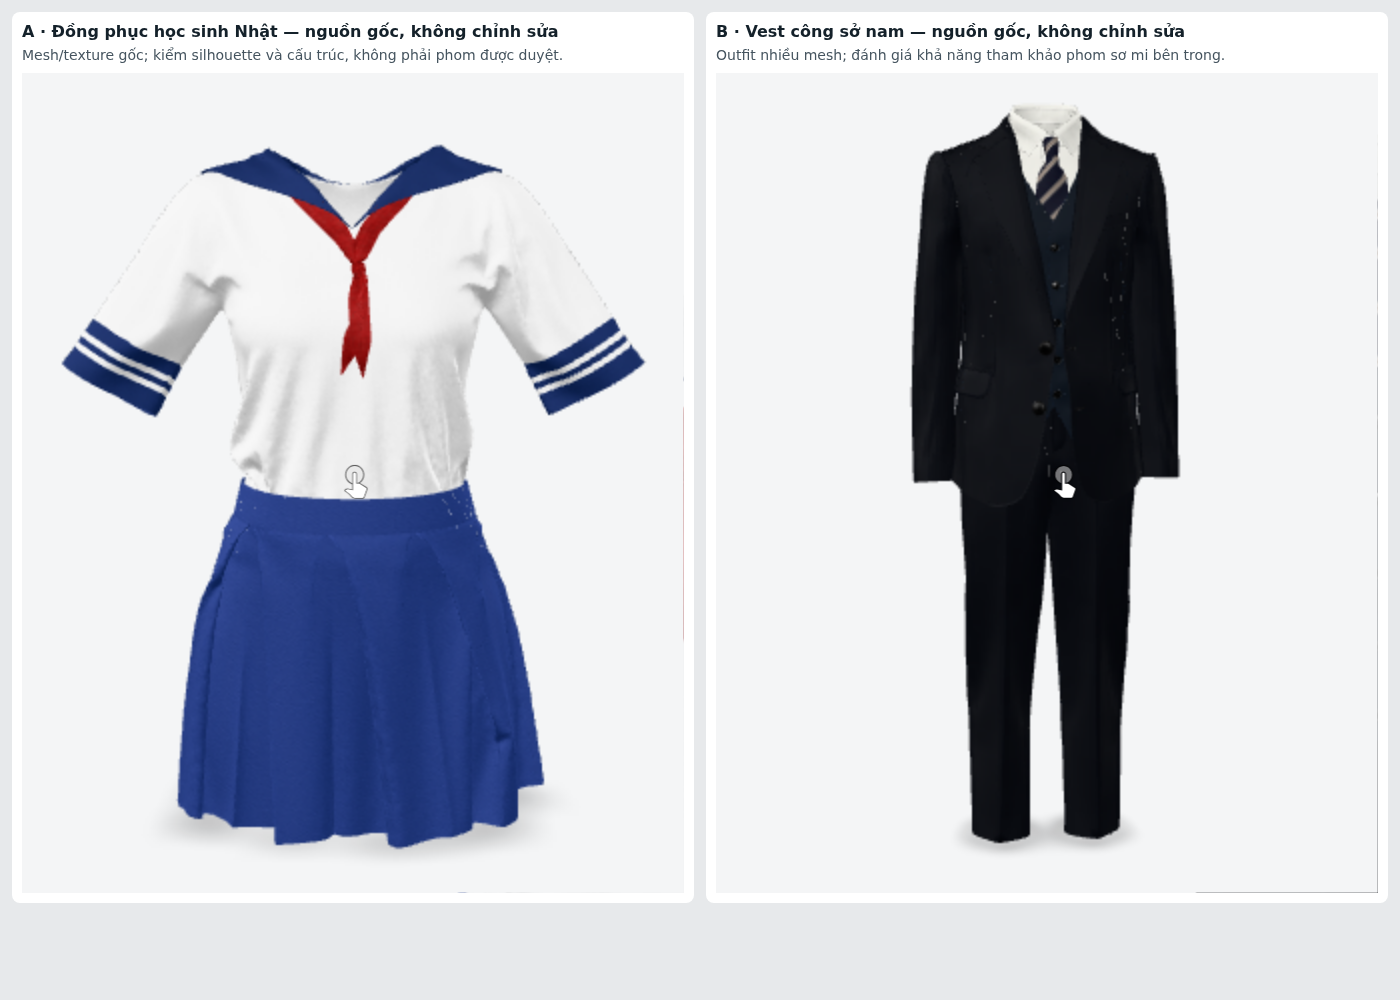 A · Đồng phục học sinh Nhật — nguồn gốc, không chỉnh sửa
Mesh/texture gốc; kiểm silhouette và cấu trúc, không phải phom được duyệt.
B · Vest công sở nam — nguồn gốc, không chỉnh sửa
Outfit nhiều mesh; đánh giá khả năng tham khảo phom sơ mi bên trong.